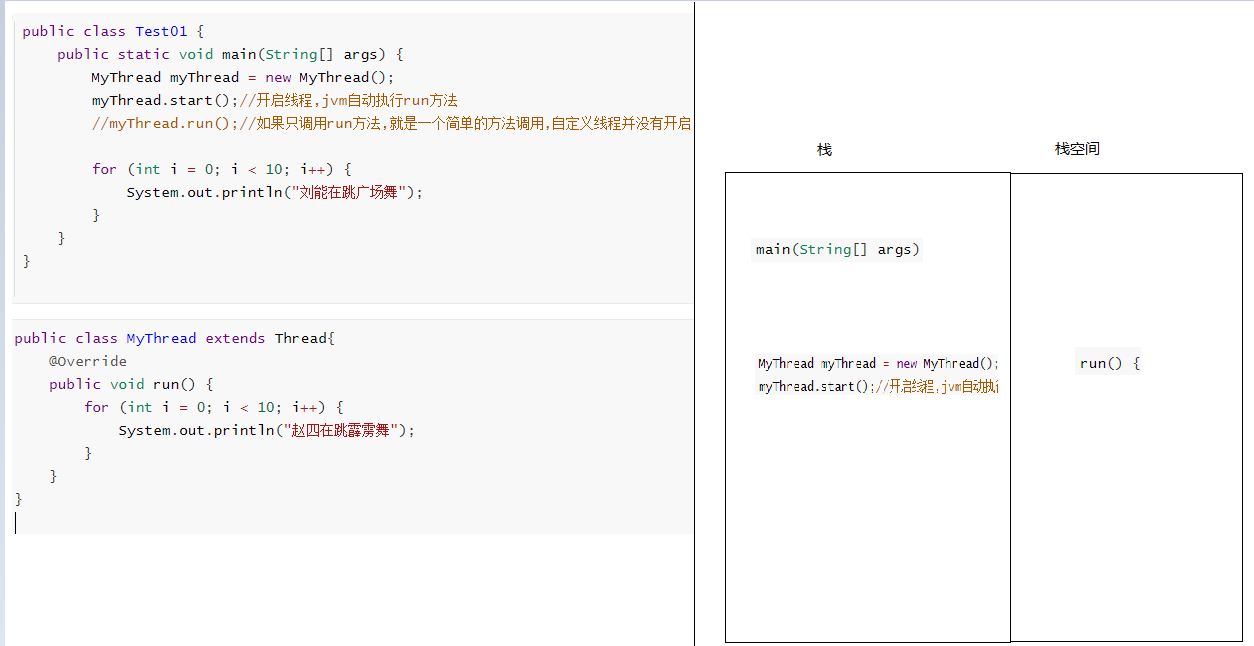 public class Test01 {
public static void main(String[] args) {
MyThread myThread = new MyThread();
myThread.start();//开启线程,jvm自动执行run方法
//myThread.run();//如果只调用run方法,就是一个简单的方法调用,自定义线程并没有开启
for (int i = 0; i < 10; i++) {
System.out.println("刘能在跳广场舞");
}
}
}
public class MyThread extends Thread{
@Override
public void run() {
for (int i = 0; i < 10; i++) {
System.out.println("赵四在跳霹雳舞");
}
}
}
栈
栈空间
main(String[] args)
MyThread myThread = new MyThread();
myThread.start();//开启线程,jvm自动执
run() {